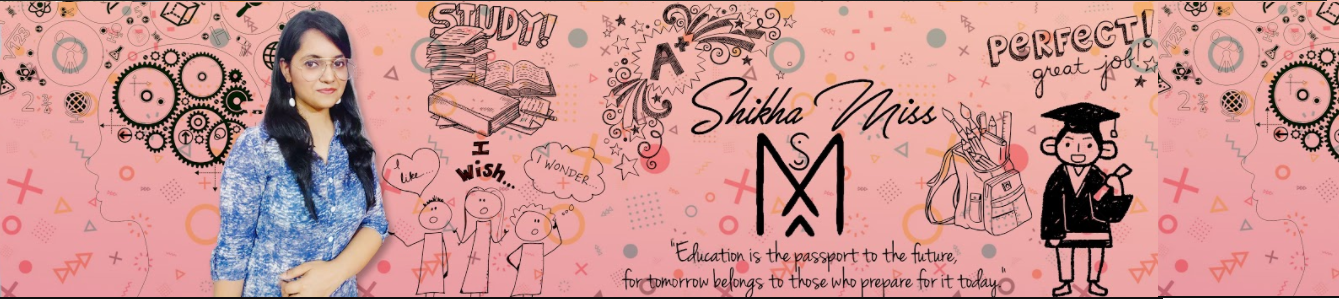 STUDY!
A+
PERFECT!
great job!
Shikha Miss
S
M
I
wish...
I like...
I WONDER...
"Education is the passport to the future,
for tomorrow belongs to those who prepare for it today."